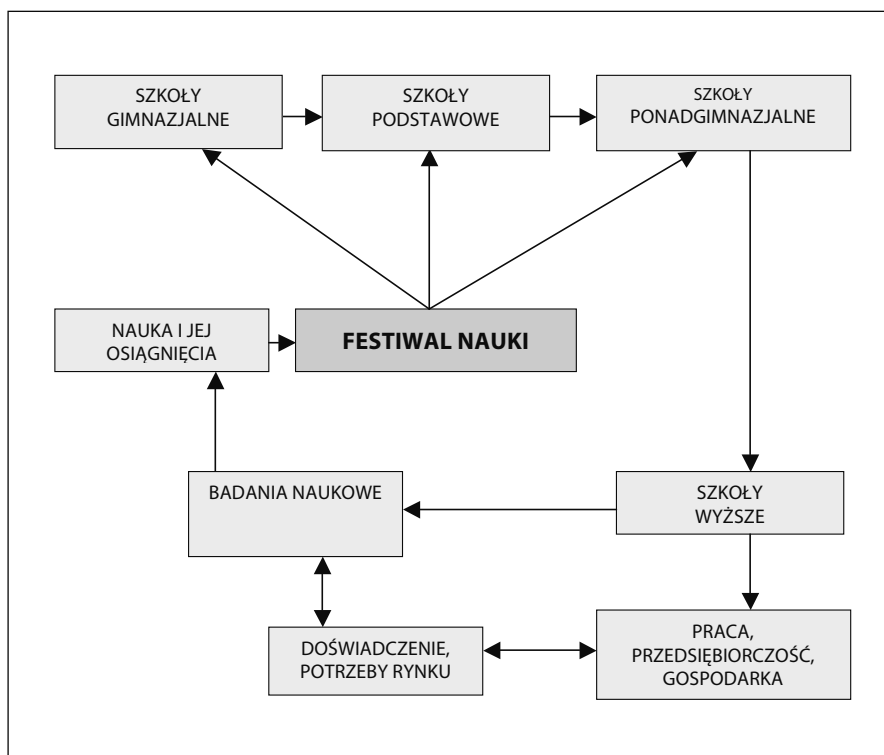 SZKOŁY
GIMNAZJALNE
SZKOŁY
PODSTAWOWE
SZKOŁY
PONADGIMNAZJALNE
NAUKA I JEJ
OSIĄGNIĘCIA
FESTIWAL NAUKI
BADANIA NAUKOWE
SZKOŁY
WYŻSZE
DOŚWIADCZENIE,
POTRZEBY RYNKU
PRACA,
PRZEDSIĘBIORCZOŚĆ,
GOSPODARKA